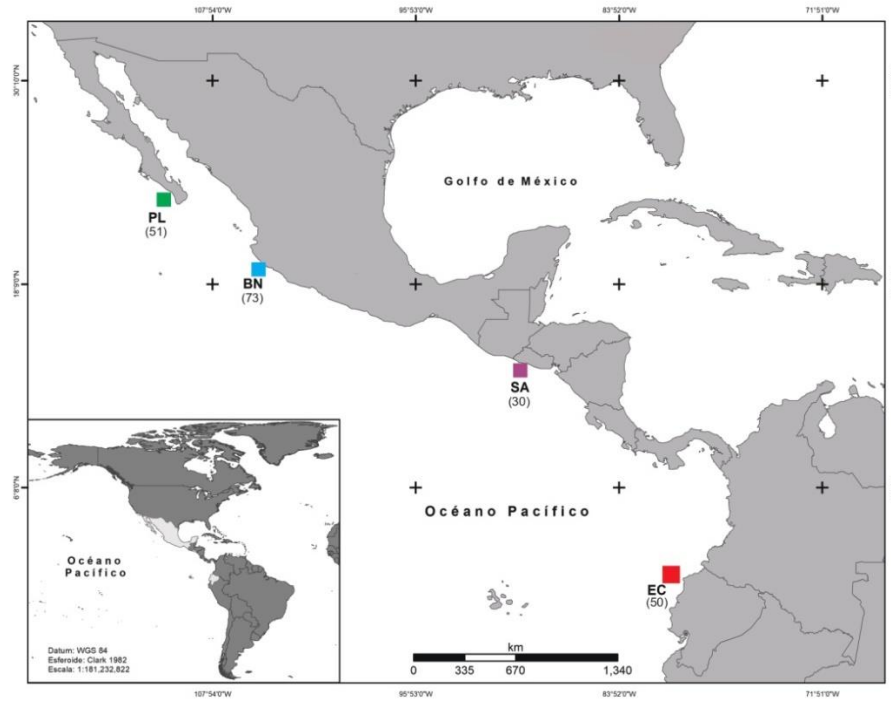 107°54'0"W 95°53'0"W 83°52'0"W 71°51'0"W
30°10'0"N
Golfo de México
PL
(51)
BN
(73)
18°9'0"N
SA
(30)
6°8'0"N
Océano Pacífico
EC
(50)
km
0 335 670 1,340
Océano
Pacífico
Datum: WGS 84
Esferoide: Clark 1982
Escala: 1:181,232,822
107°54'0"W 95°53'0"W 83°52'0"W 71°51'0"W